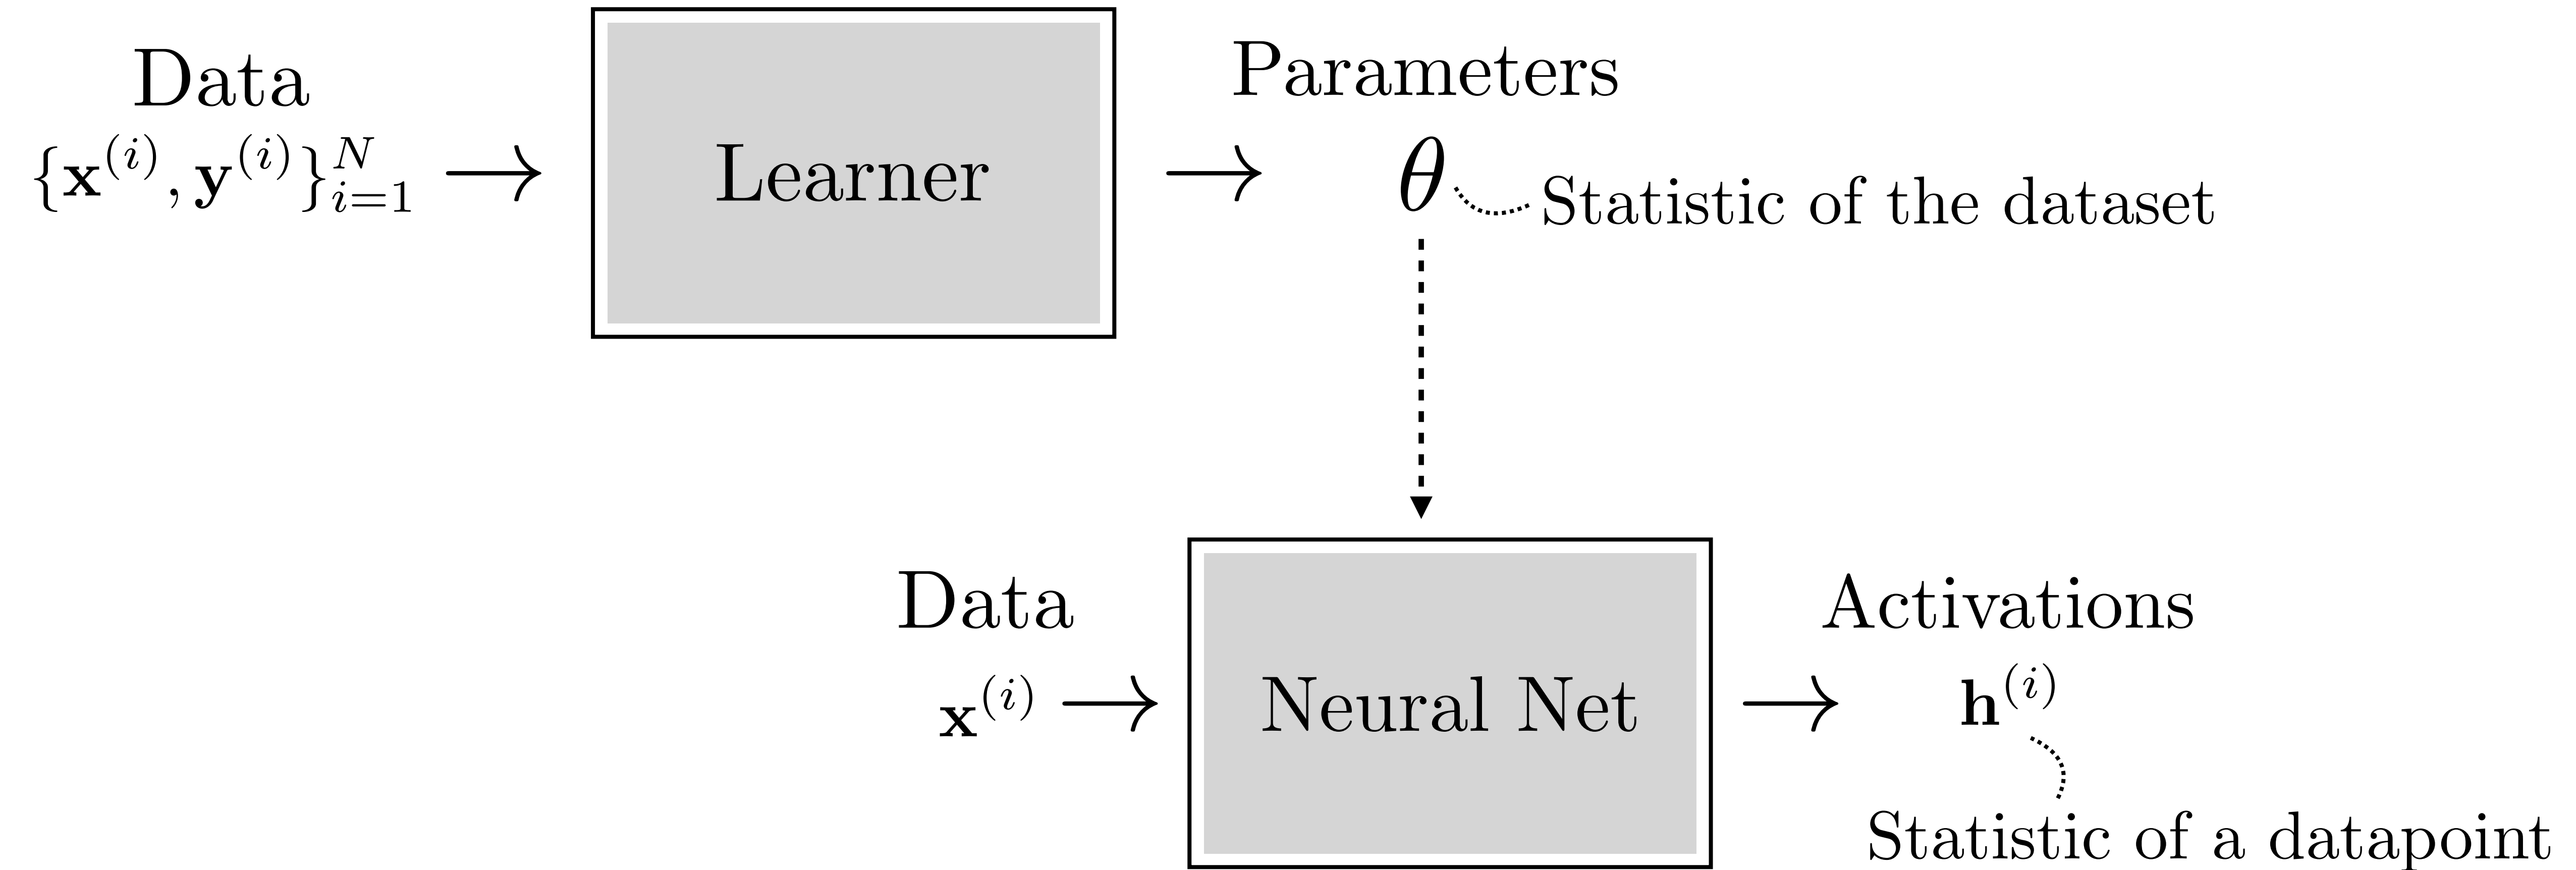 Data
{x^(i), y^(i)}_{i=1}^N
Learner
Parameters
θ
Statistic of the dataset
Data
x^(i)
Neural Net
Activations
h^(i)
Statistic of a datapoint